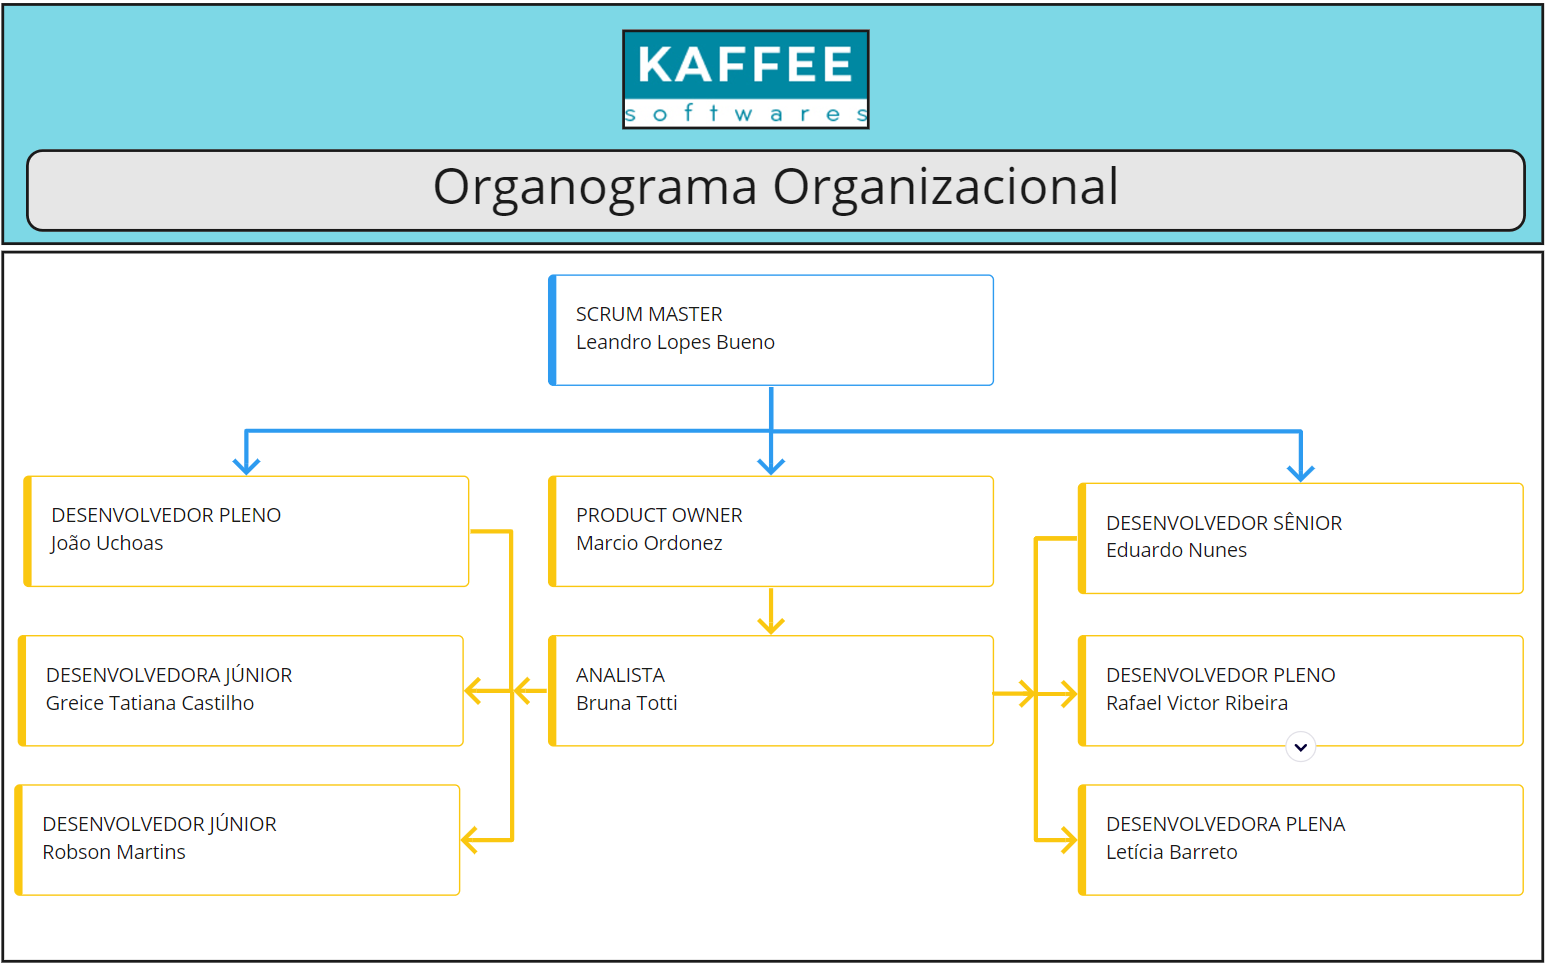 KAFFEE
softwares
Organograma Organizacional
SCRUM MASTER
Leandro Lopes Bueno
DESENVOLVEDOR PLENO
João Uchoas
PRODUCT OWNER
Marcio Ordonez
DESENVOLVEDOR SÊNIOR
Eduardo Nunes
DESENVOLVEDORA JÚNIOR
Greice Tatiana Castilho
ANALISTA
Bruna Totti
DESENVOLVEDOR PLENO
Rafael Victor Ribeira
DESENVOLVEDOR JÚNIOR
Robson Martins
DESENVOLVEDORA PLENA
Letícia Barreto